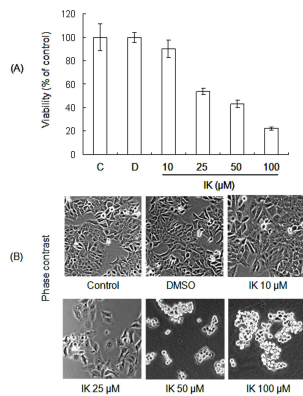 (A)
Viability (% of control)
120
100
80
60
40
20
0
C D 10 25 50 100
IK (µM)
(B)
Phase contrast
Control DMSO IK 10 µM
IK 25 µM IK 50 µM IK 100 µM